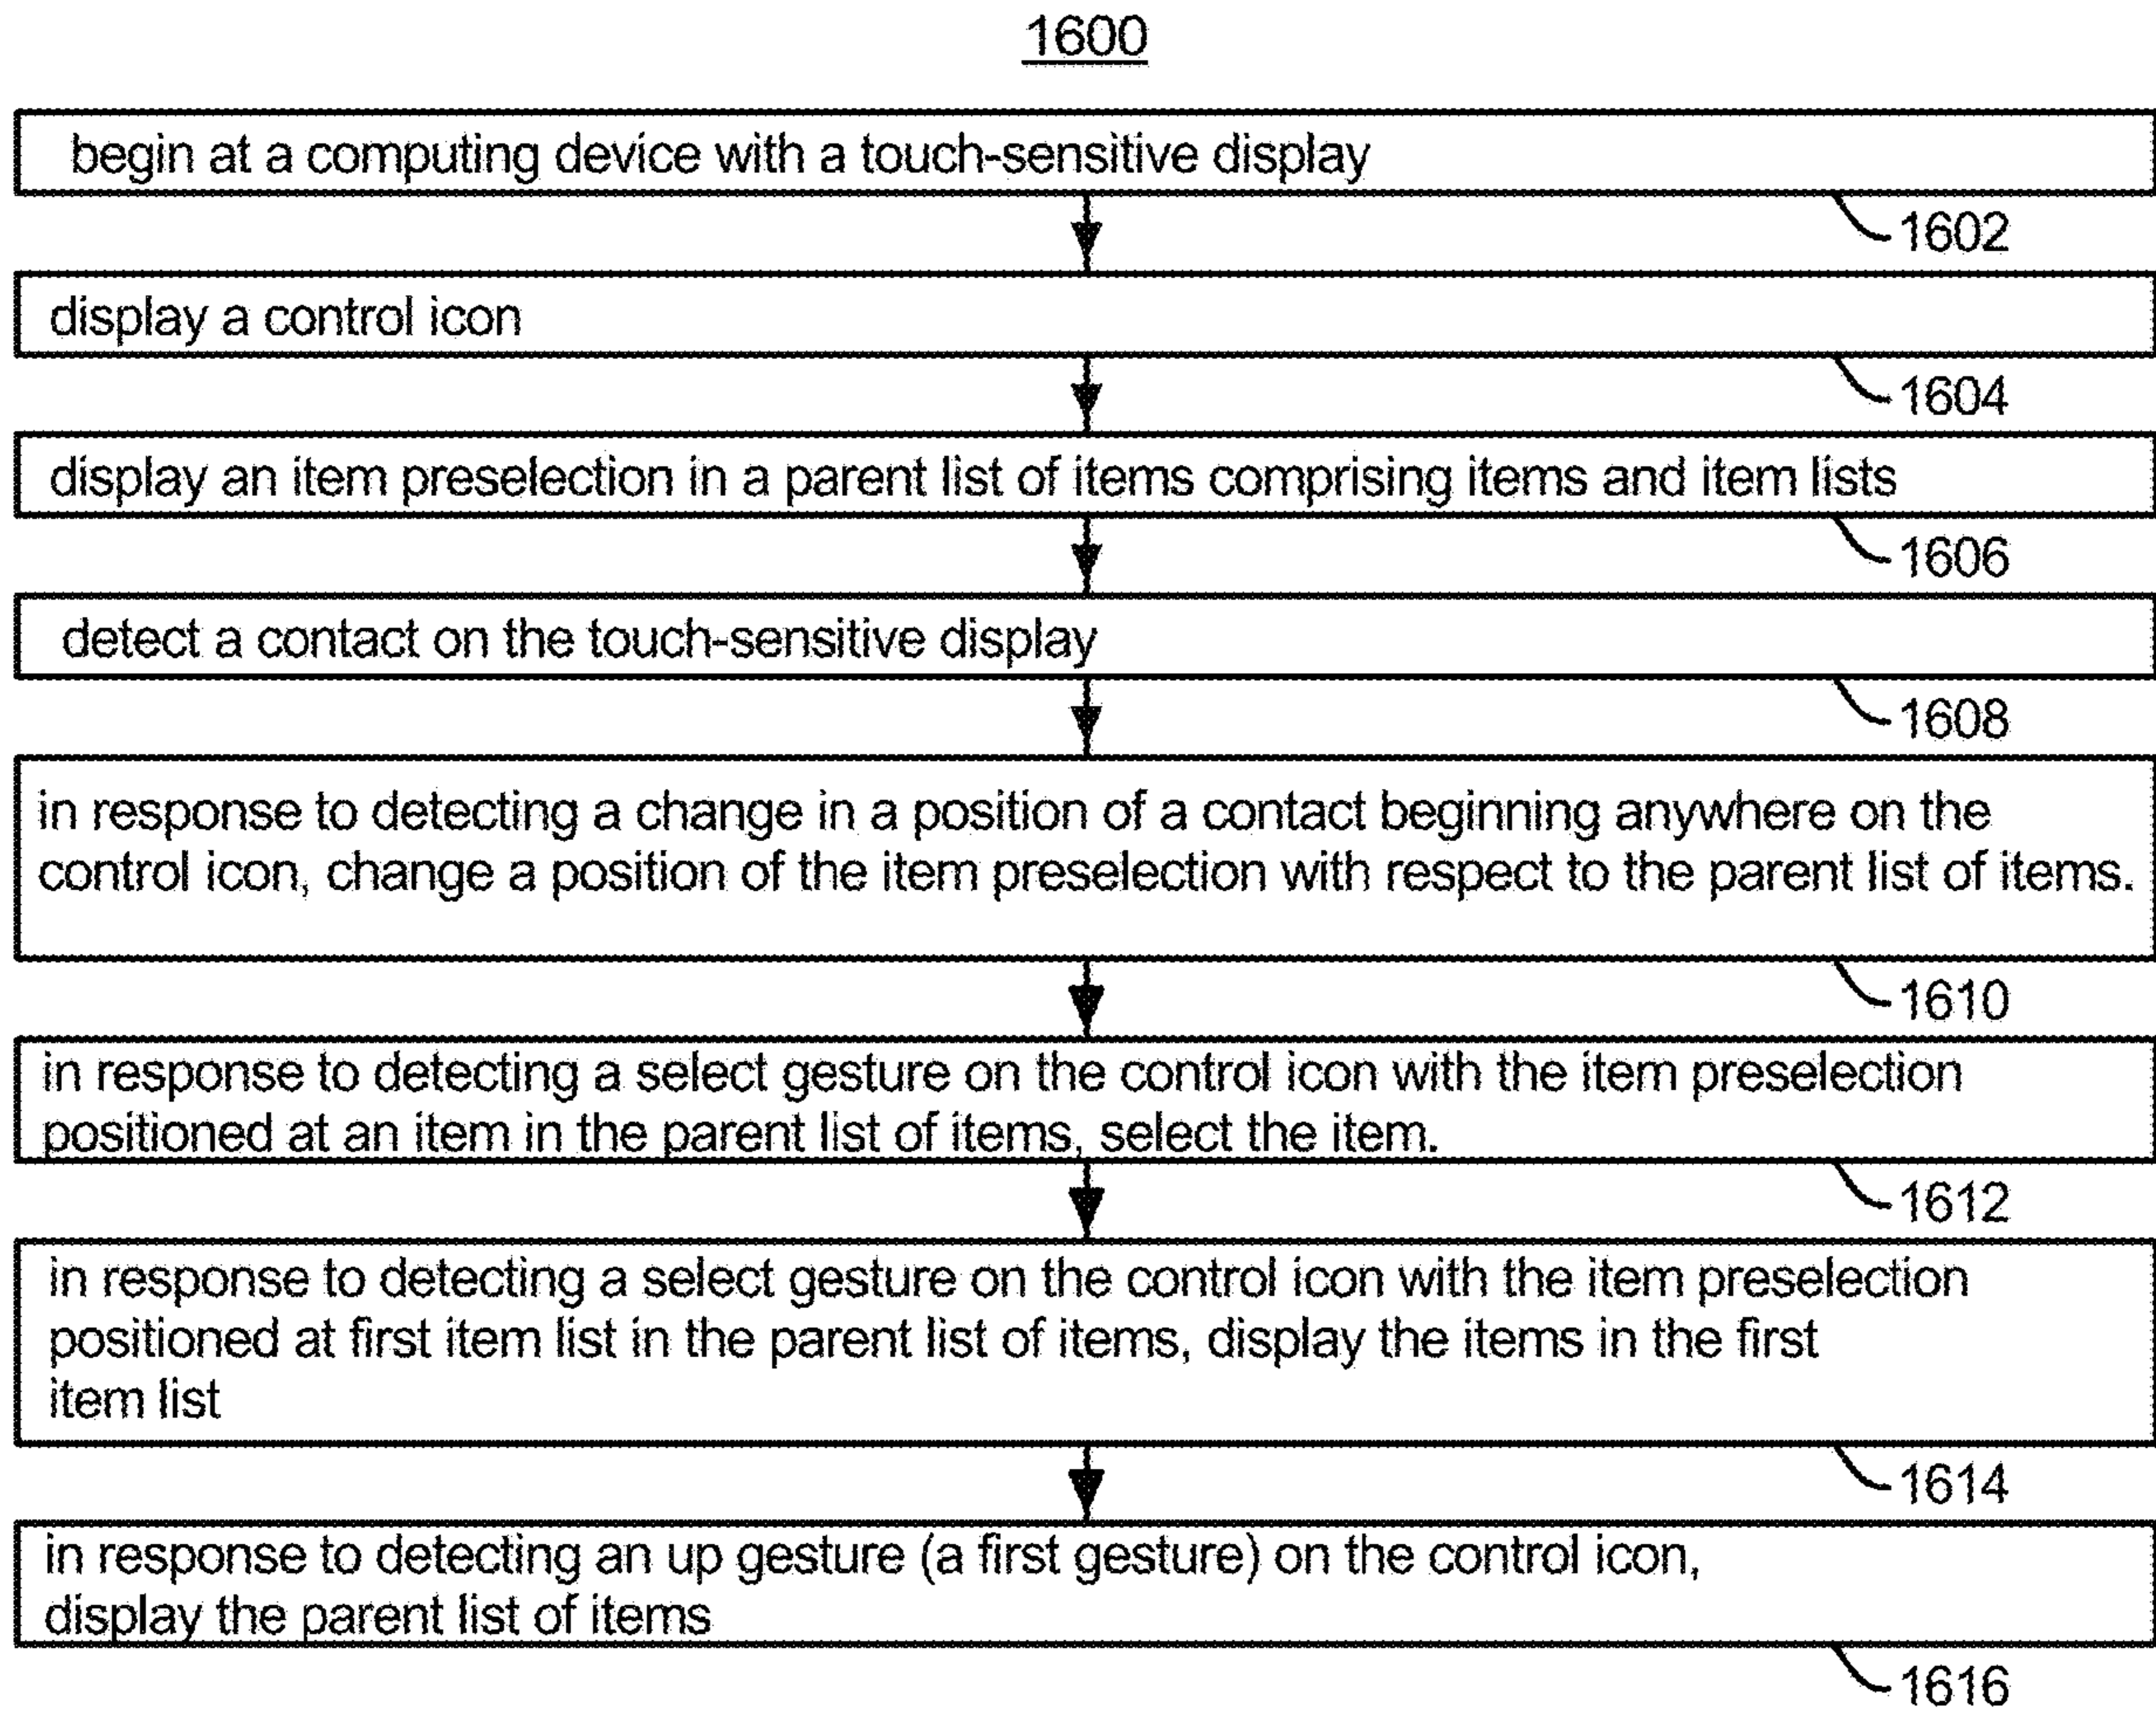 1600
begin at a computing device with a touch-sensitive display
1602
display a control icon
1604
display an item preselection in a parent list of items comprising items and item lists
1606
detect a contact on the touch-sensitive display
1608
in response to detecting a change in a position of a contact beginning anywhere on the
control icon, change a position of the item preselection with respect to the parent list of items.
1610
in response to detecting a select gesture on the control icon with the item preselection
positioned at an item in the parent list of items, select the item.
1612
in response to detecting a select gesture on the control icon with the item preselection
positioned at first item list in the parent list of items, display the items in the first
item list
1614
in response to detecting an up gesture (a first gesture) on the control icon,
display the parent list of items
1616